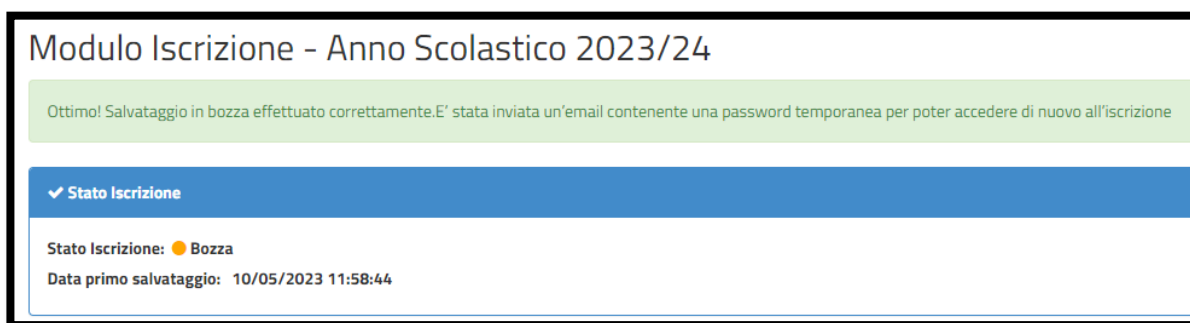 Modulo Iscrizione - Anno Scolastico 2023/24
Ottimo! Salvataggio in bozza effettuato correttamente.E' stata inviata un'email contenente una password temporanea per poter accedere di nuovo all'iscrizione
Stato Iscrizione
Stato Iscrizione: Bozza
Data primo salvataggio: 10/05/2023 11:58:44